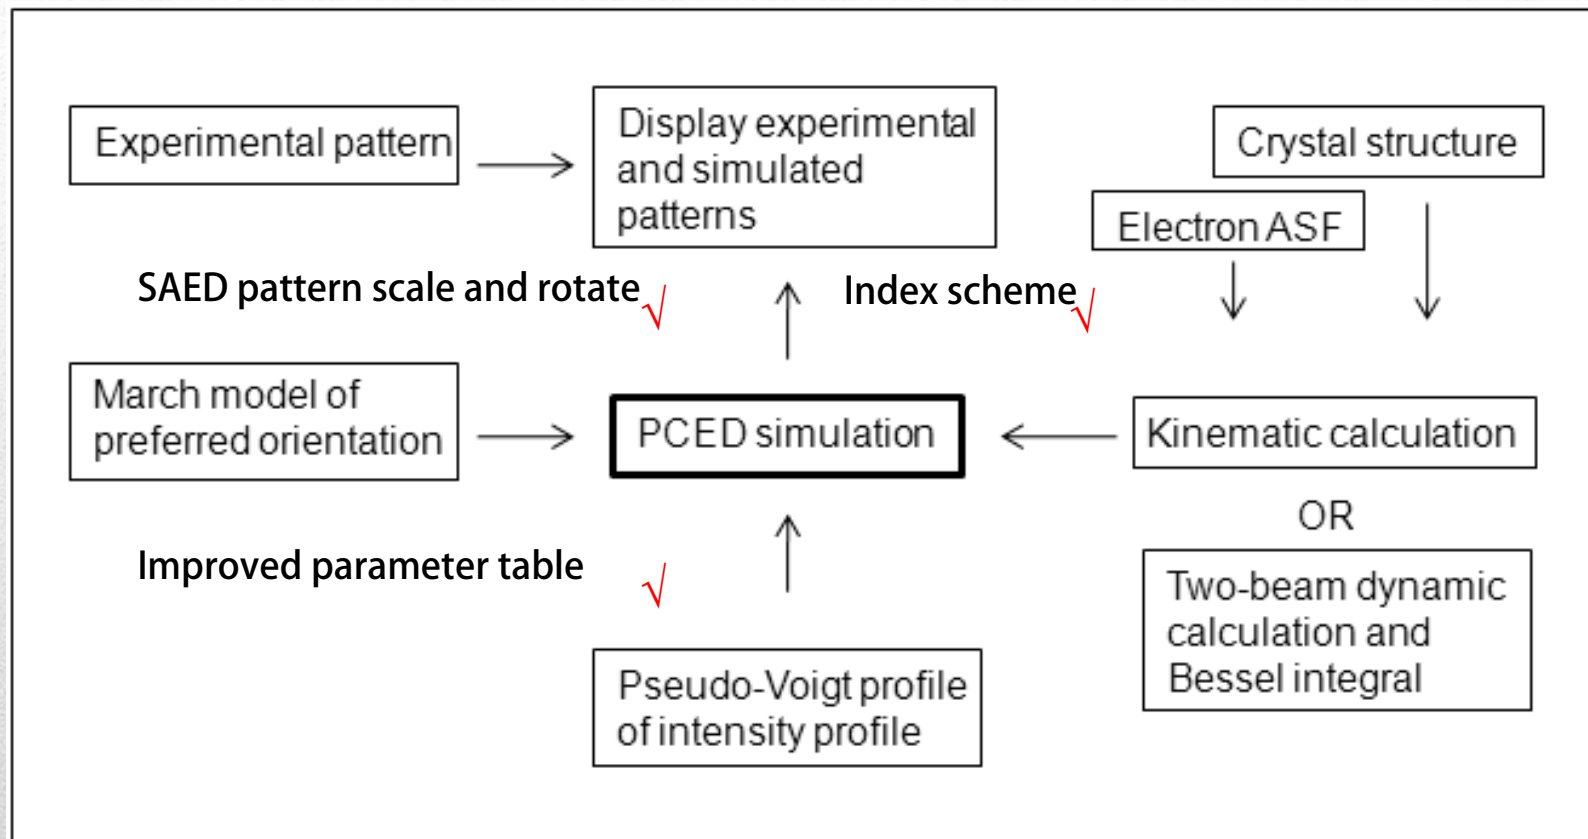 Experimental pattern
Display experimental
and simulated
patterns
Crystal structure
Electron ASF
SAED pattern scale and rotate √
Index scheme √
March model of
preferred orientation
PCED simulation
Kinematic calculation
OR
Improved parameter table √
Two-beam dynamic
calculation and
Bessel integral
Pseudo-Voigt profile
of intensity profile